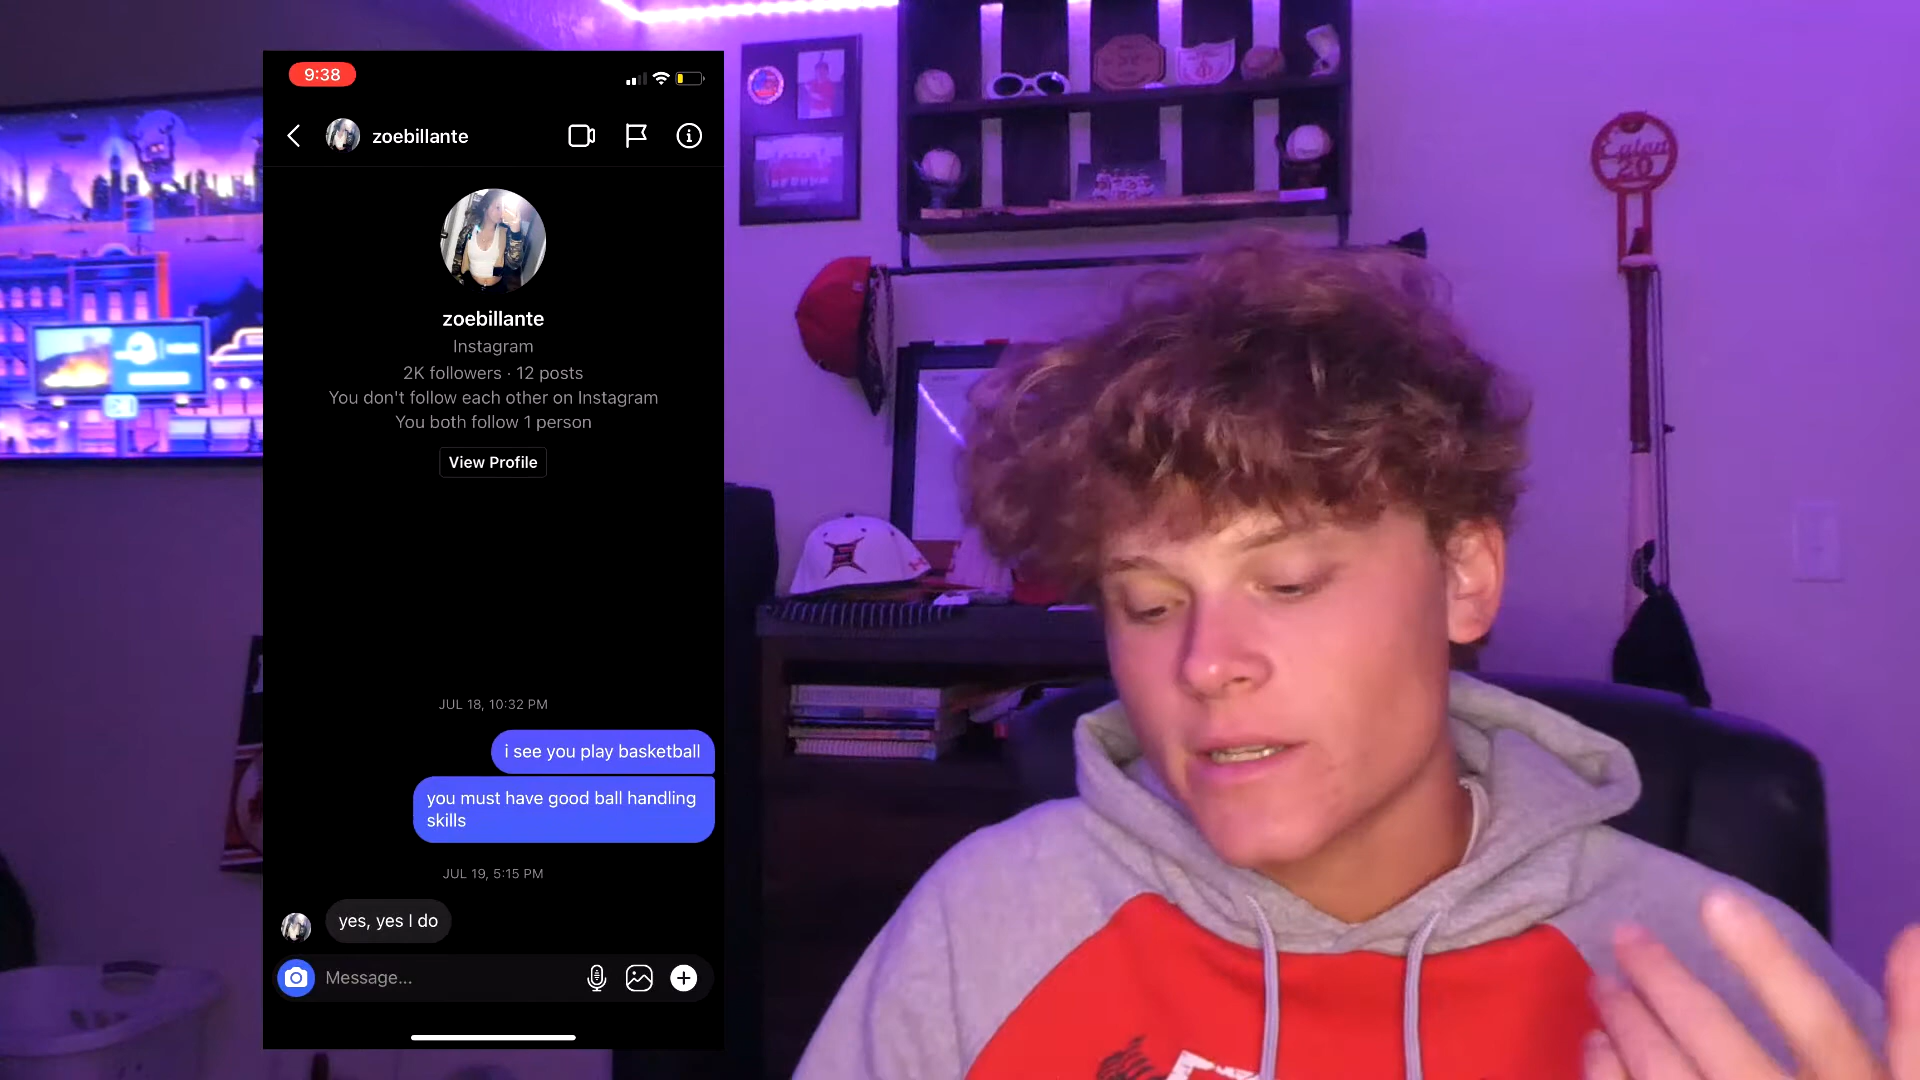 9:38
zoebillante
zoebillante
Instagram
2K followers · 12 posts
You don't follow each other on Instagram
You both follow 1 person
View Profile
JUL 18, 10:32 PM
i see you play basketball
you must have good ball handling
skills
JUL 19, 5:15 PM
yes, yes I do
Message...
20